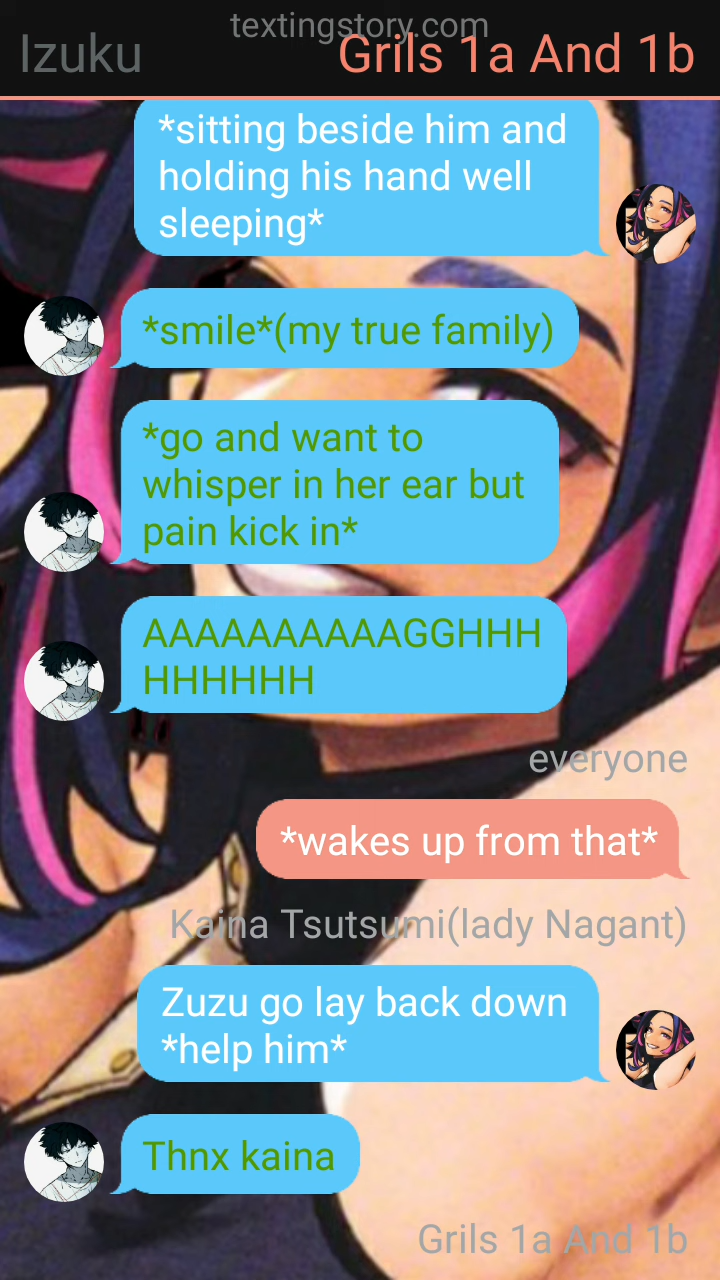 textingstory.com
Izuku
Grils 1a And 1b
*sitting beside him and
holding his hand well
sleeping*
*smile*(my true family)
*go and want to
whisper in her ear but
pain kick in*
AAAAAAAAAAGGHHH
HHHHHH
everyone
*wakes up from that*
Kaina Tsutsumi(lady Nagant)
Zuzu go lay back down
*help him*
Thnx kaina
Grils 1a And 1b